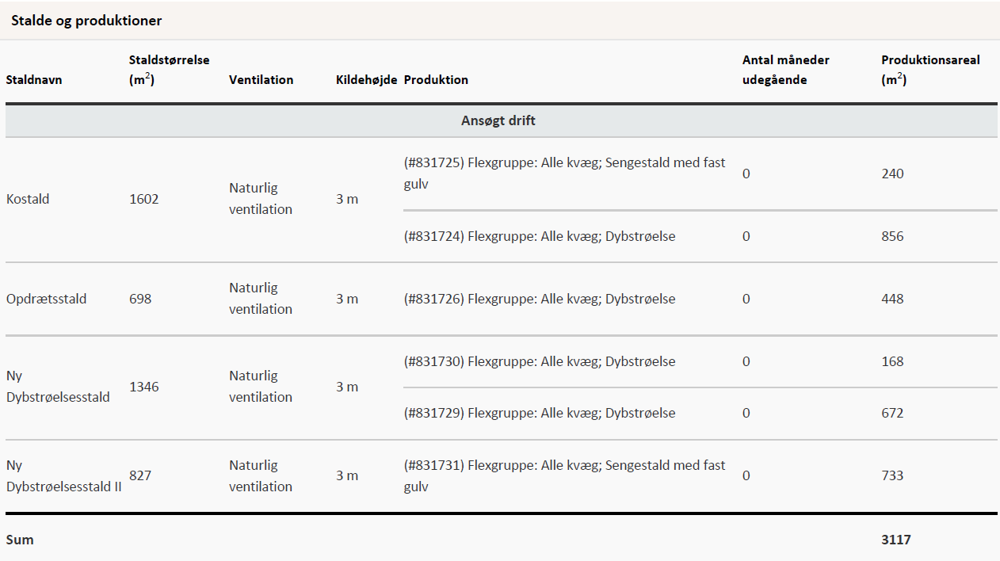 Stalde og produktioner
Staldnavn Staldstørrelse (m²) Ventilation Kildehøjde Produktion Antal måneder udegående Produktionsareal (m²)
Ansøgt drift
Kostald 1602 Naturlig ventilation 3 m (#831725) Flexgruppe: Alle kvæg; Sengestald med fast gulv 0 240
(#831724) Flexgruppe: Alle kvæg; Dybstrøelse 0 856
Opdrætsstald 698 Naturlig ventilation 3 m (#831726) Flexgruppe: Alle kvæg; Dybstrøelse 0 448
Ny Dybstrøelsesstald 1346 Naturlig ventilation 3 m (#831730) Flexgruppe: Alle kvæg; Dybstrøelse 0 168
(#831729) Flexgruppe: Alle kvæg; Dybstrøelse 0 672
Ny Dybstrøelsesstald II 827 Naturlig ventilation 3 m (#831731) Flexgruppe: Alle kvæg; Sengestald med fast gulv 0 733
Sum 3117